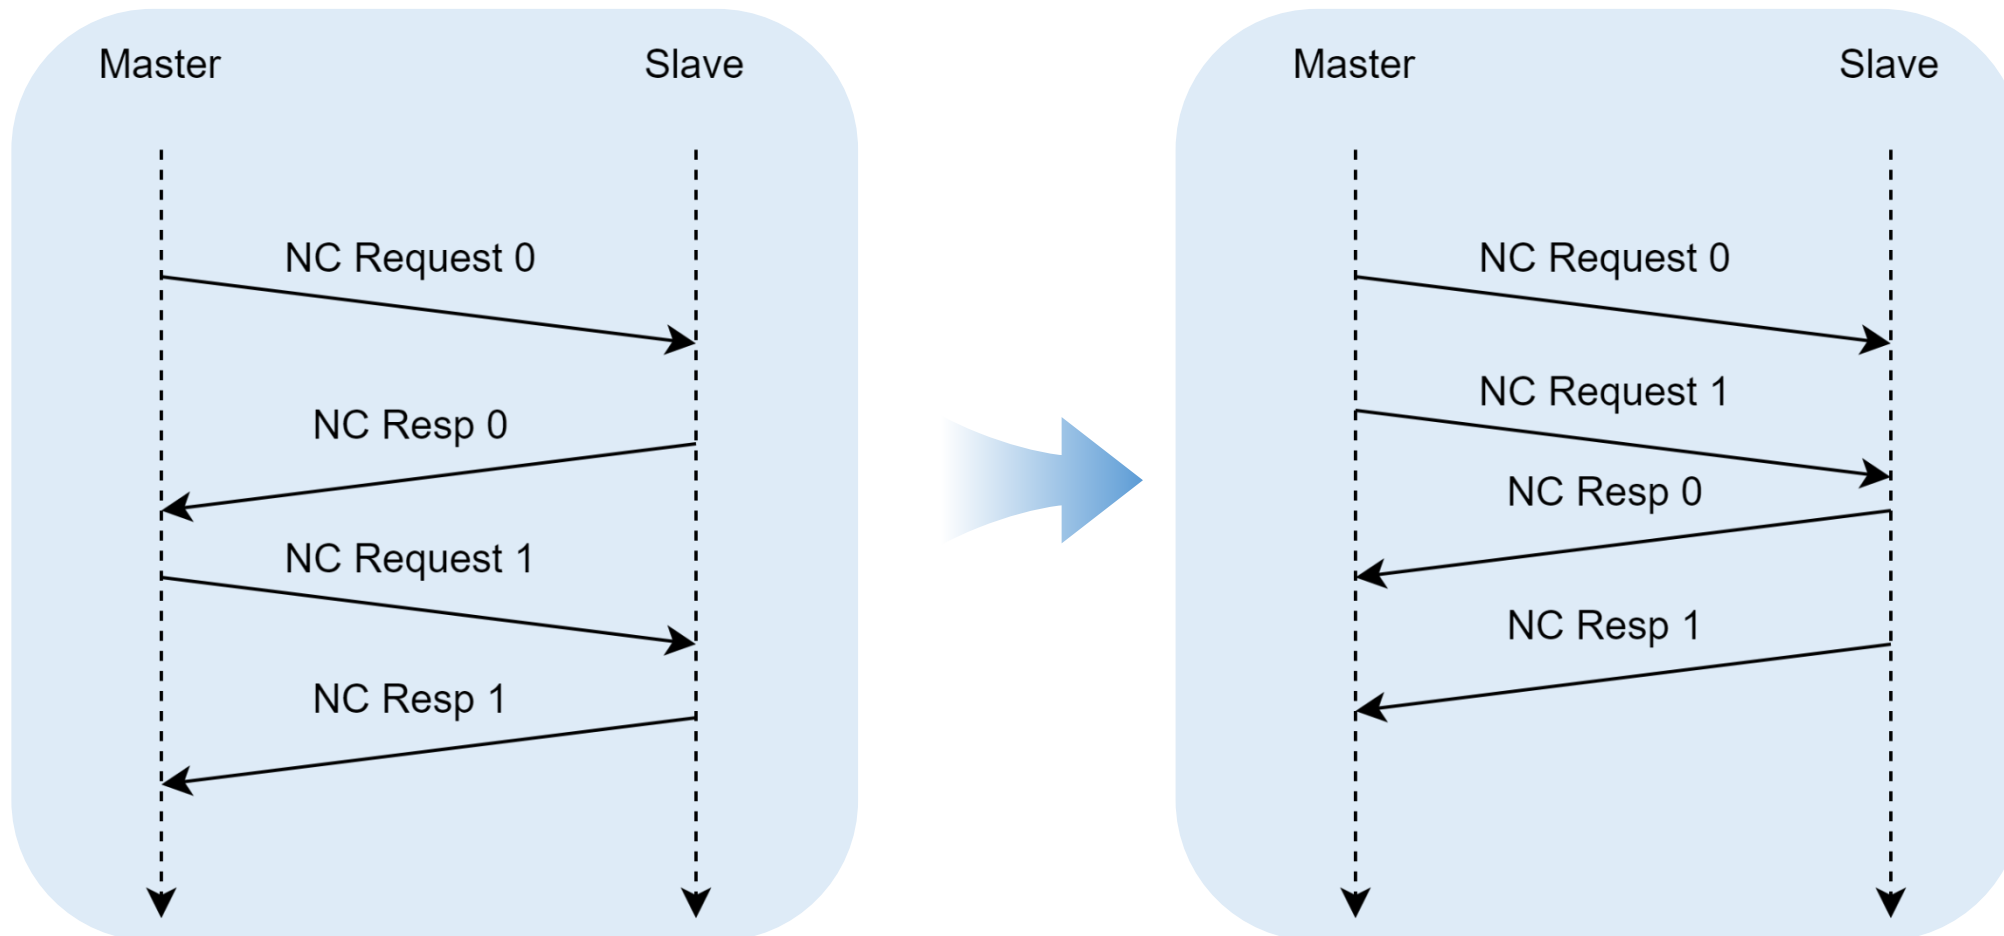 Master
Slave
NC Request 0
NC Resp 0
NC Request 1
NC Resp 1
Master
Slave
NC Request 0
NC Request 1
NC Resp 0
NC Resp 1